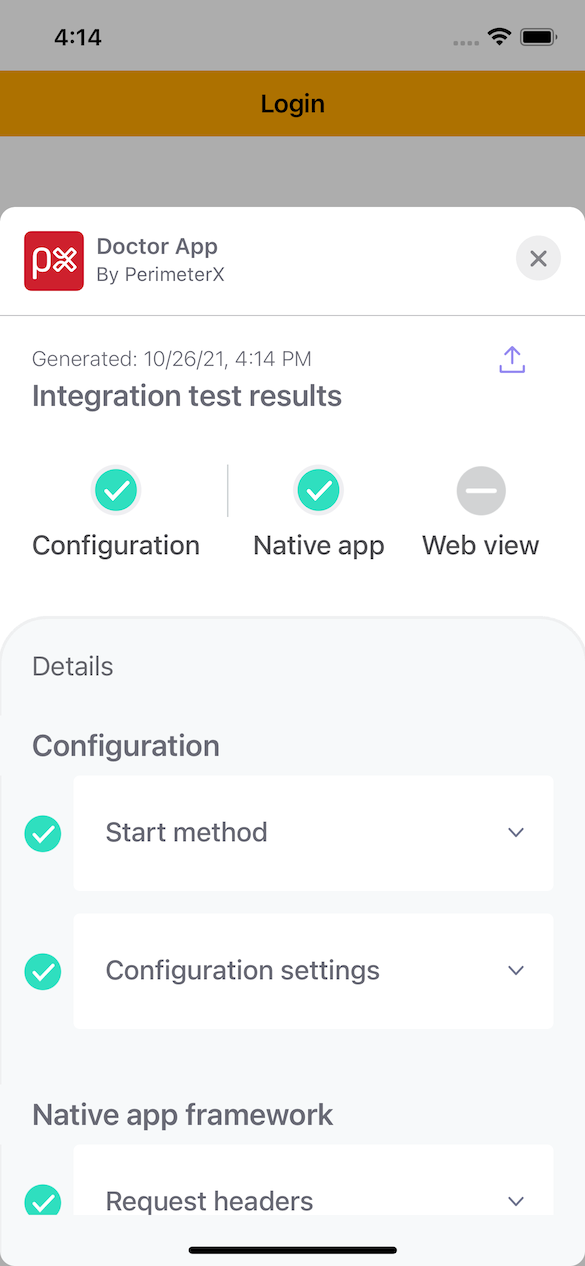 4:14
Login
px
Doctor App
By PerimeterX
Generated: 10/26/21, 4:14 PM
Integration test results
Configuration
Native app
Web view
Details
Configuration
Start method
Configuration settings
Native app framework
Request headers